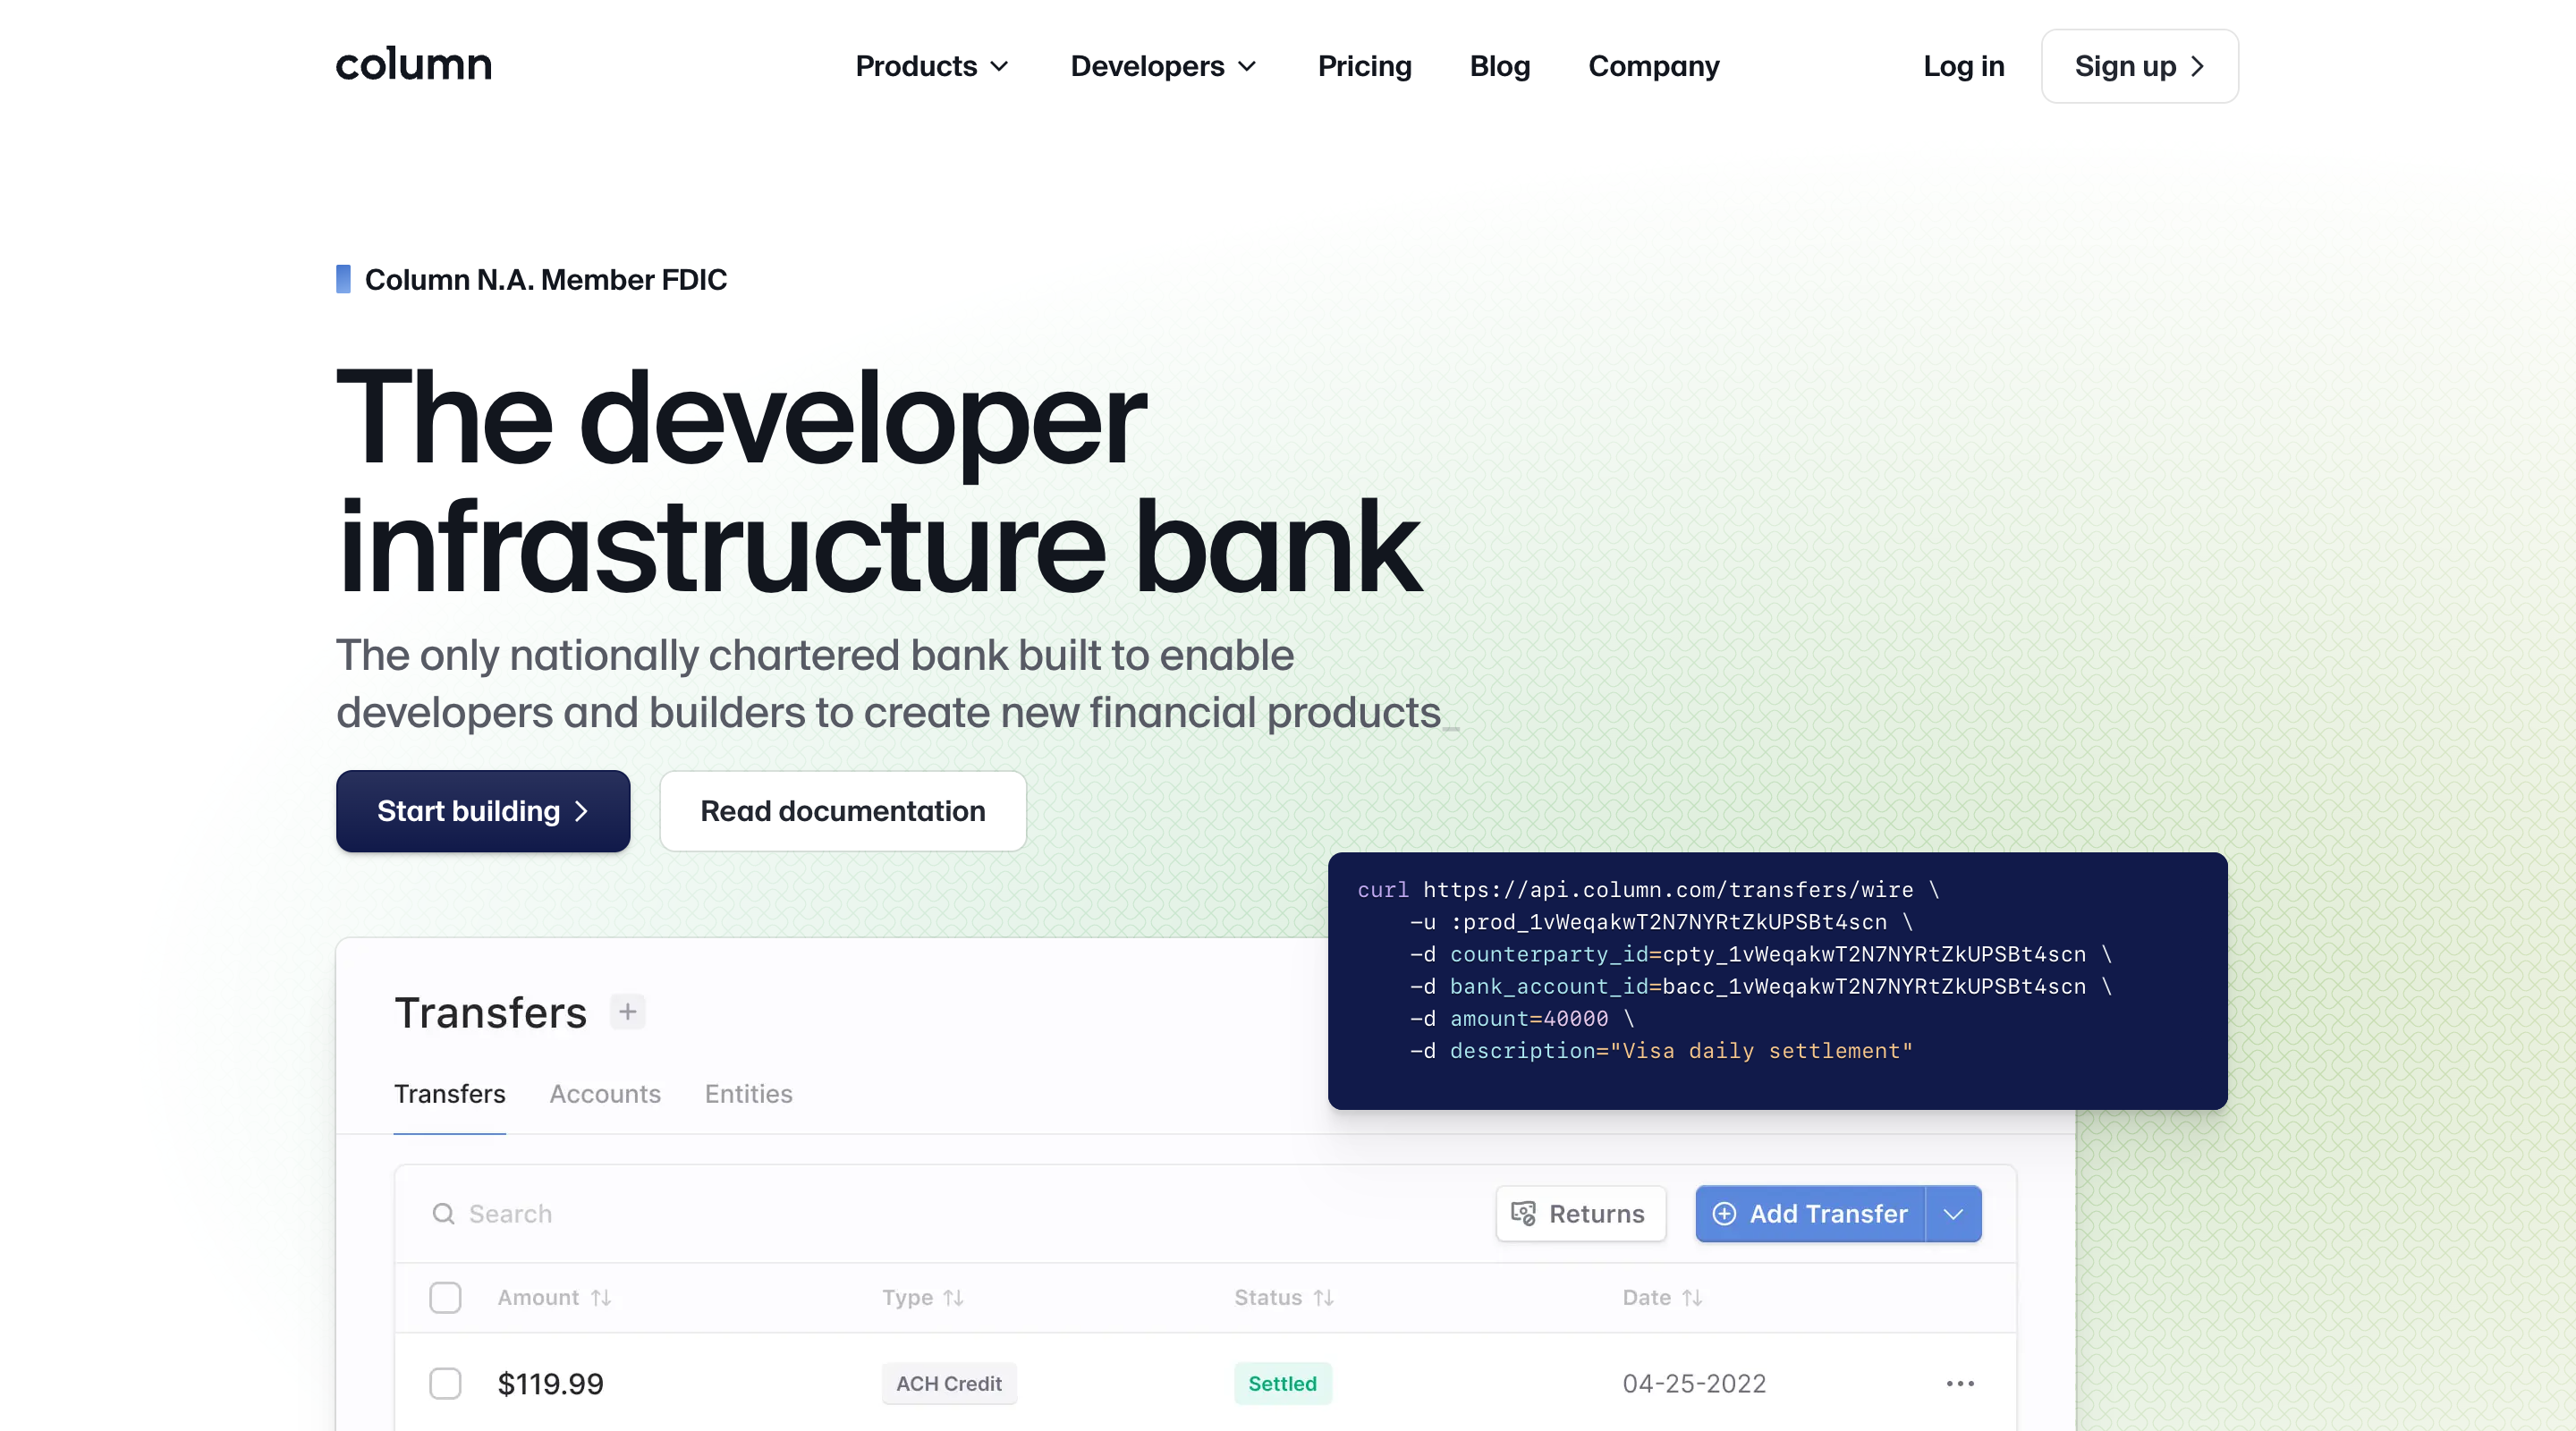 column
Products
Developers
Pricing
Blog
Company
Log in
Sign up
Column N.A. Member FDIC
The developer
infrastructure bank
The only nationally chartered bank built to enable
developers and builders to create new financial products_
Start building
Read documentation
curl https://api.column.com/transfers/wire \
-u :prod_1vWeqakwT2N7NYRtZkUPSBt4scn \
-d counterparty_id=cpty_1vWeqakwT2N7NYRtZkUPSBt4scn \
-d bank_account_id=bacc_1vWeqakwT2N7NYRtZkUPSBt4scn \
-d amount=40000 \
-d description="Visa daily settlement"
Transfers
Transfers
Accounts
Entities
Search
Returns
Add Transfer
Amount
Type
Status
Date
$119.99
ACH Credit
Settled
04-25-2022